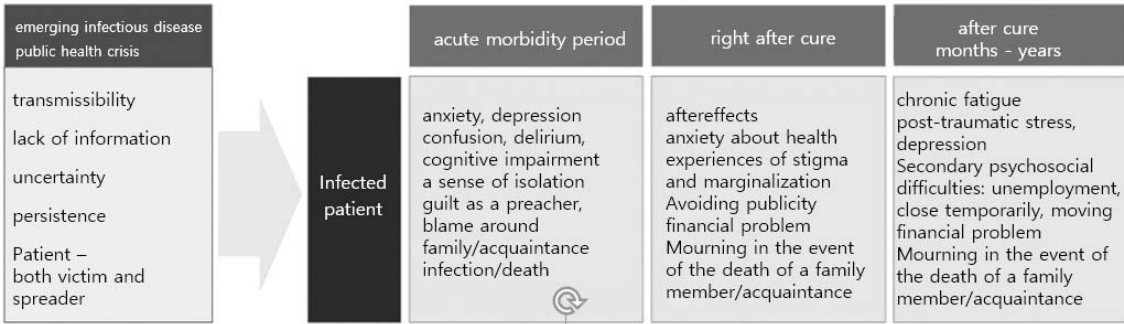 emerging infectious disease
public health crisis
transmissibility
lack of information
uncertainty
persistence
Patient –
both victim and
spreader
Infected
patient
acute morbidity period
anxiety, depression
confusion, delirium,
cognitive impairment
a sense of isolation
guilt as a preacher,
blame around
family/acquaintance
infection/death
right after cure
aftereffects
anxiety about health
experiences of stigma
and marginalization
Avoiding publicity
financial problem
Mourning in the event
of the death of a family
member/acquaintance
after cure
months - years
chronic fatigue
post-traumatic stress,
depression
Secondary psychosocial
difficulties: unemployment,
close temporarily, moving
financial problem
Mourning in the event of
the death of a family
member/acquaintance